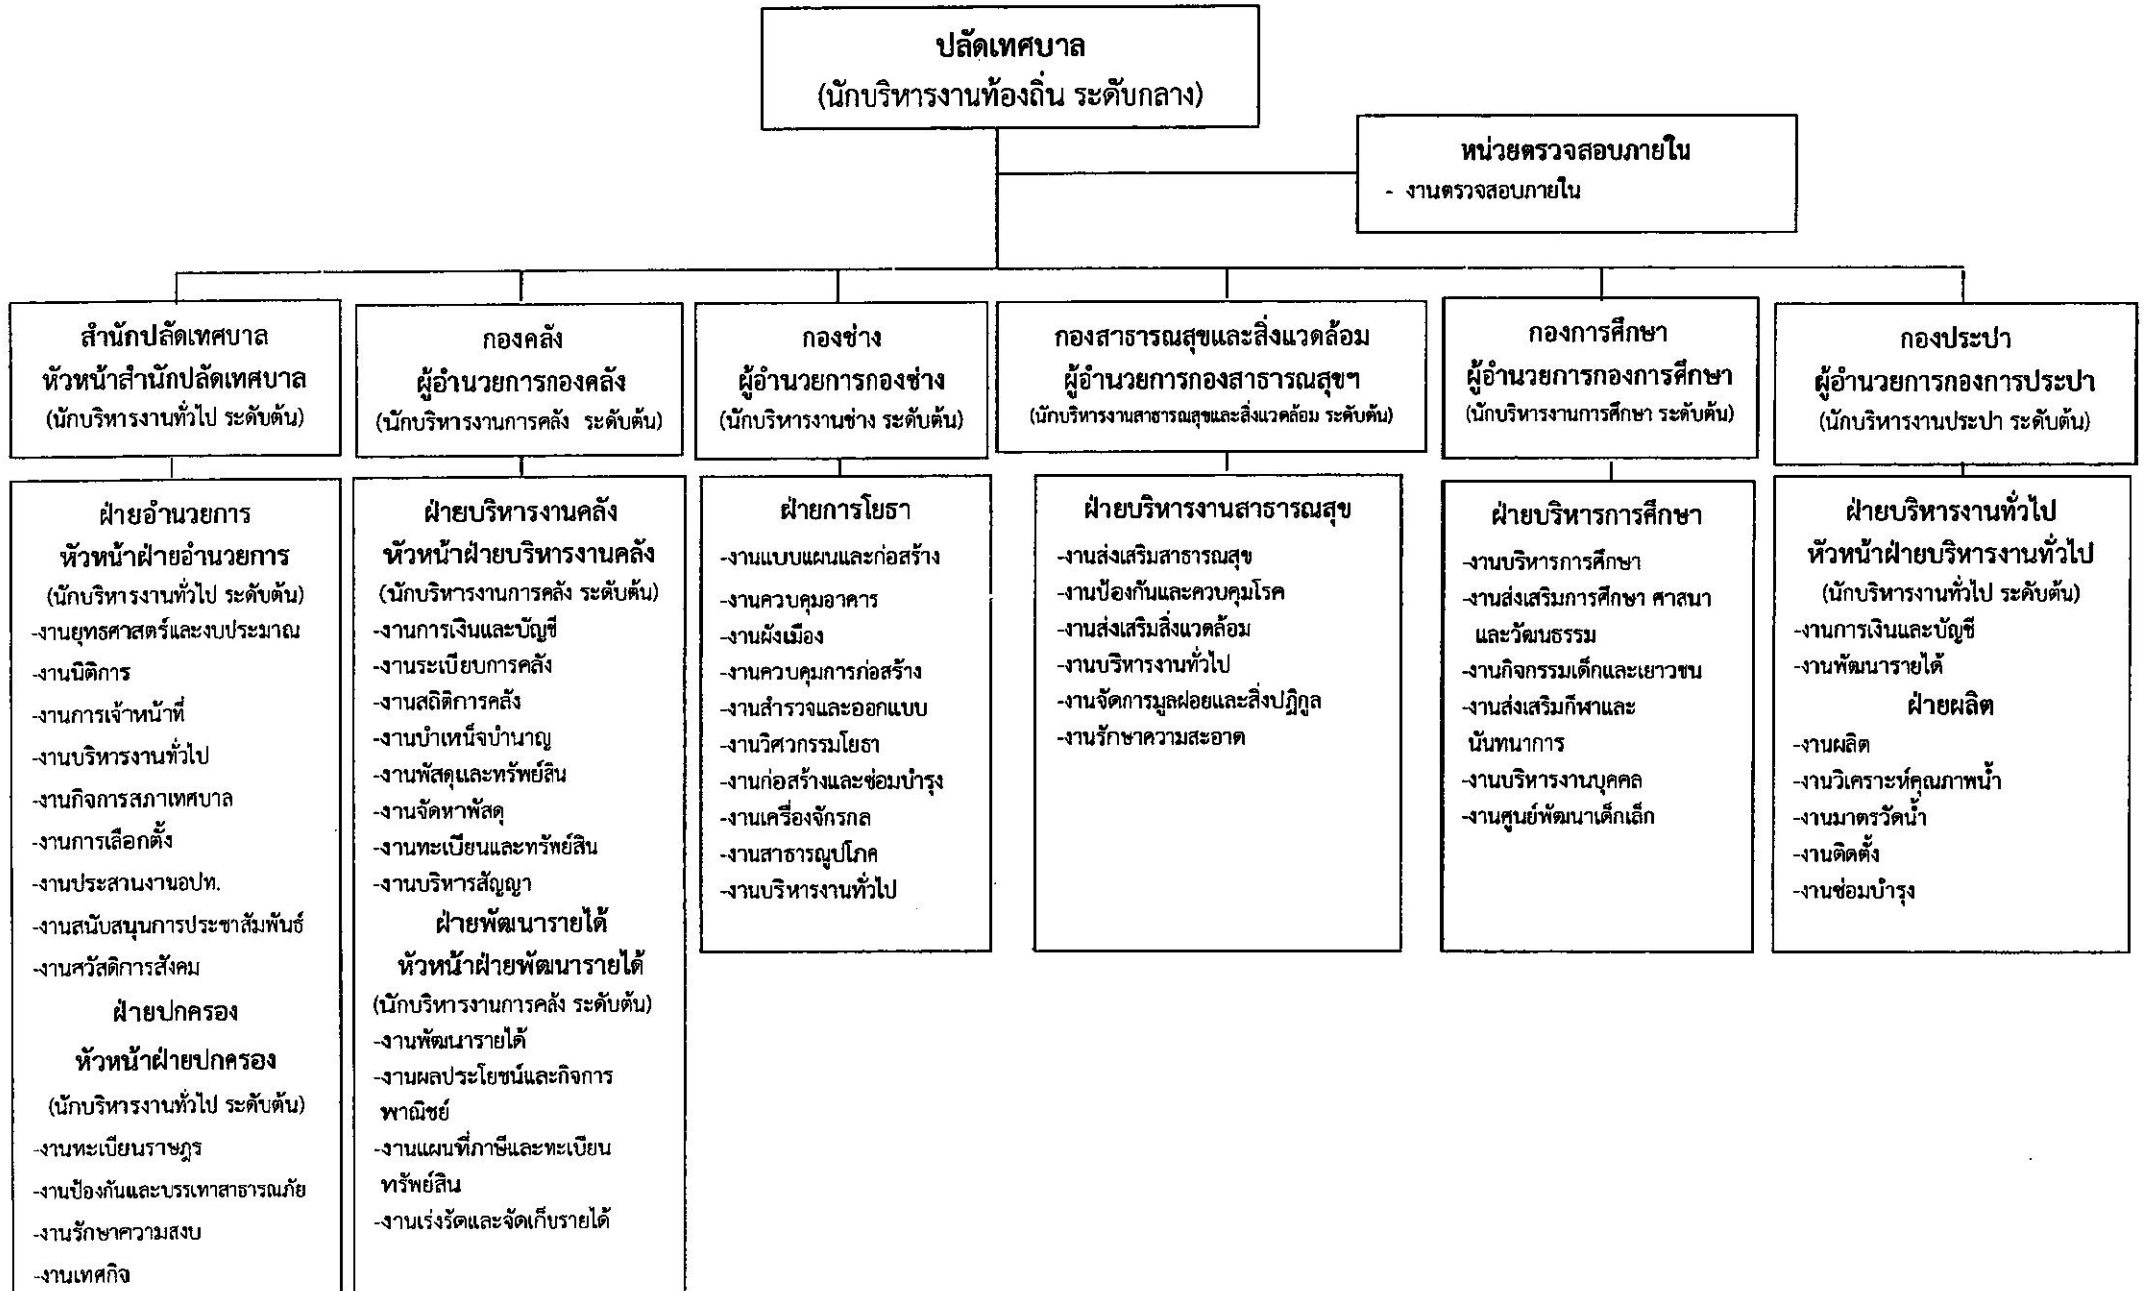 ปลัดเทศบาล
(นักบริหารงานท้องถิ่น ระดับกลาง)
หน่วยตรวจสอบภายใน
- งานตรวจสอบภายใน
สำนักปลัดเทศบาล
หัวหน้าสำนักปลัดเทศบาล
(นักบริหารงานทั่วไป ระดับต้น)
กองคลัง
ผู้อำนวยการกองคลัง
(นักบริหารงานการคลัง ระดับต้น)
กองช่าง
ผู้อำนวยการกองช่าง
(นักบริหารงานช่าง ระดับต้น)
กองสาธารณสุขและสิ่งแวดล้อม
ผู้อำนวยการกองสาธารณสุขฯ
(นักบริหารงานสาธารณสุขและสิ่งแวดล้อม ระดับต้น)
กองการศึกษา
ผู้อำนวยการกองการศึกษา
(นักบริหารงานการศึกษา ระดับต้น)
กองประปา
ผู้อำนวยการกองการประปา
(นักบริหารงานประปา ระดับต้น)
ฝ่ายอำนวยการ
หัวหน้าฝ่ายอำนวยการ
(นักบริหารงานทั่วไป ระดับต้น)
-งานยุทธศาสตร์และงบประมาณ
-งานนิติการ
-งานการเจ้าหน้าที่
-งานบริหารงานทั่วไป
-งานกิจการสภาเทศบาล
-งานการเลือกตั้ง
-งานประสานงานอปท.
-งานสนับสนุนการประชาสัมพันธ์
-งานสวัสดิการสังคม
ฝ่ายปกครอง
หัวหน้าฝ่ายปกครอง
(นักบริหารงานทั่วไป ระดับต้น)
-งานทะเบียนราษฎร
-งานป้องกันและบรรเทาสาธารณภัย
-งานรักษาความสงบ
-งานเทศกิจ
ฝ่ายบริหารงานคลัง
หัวหน้าฝ่ายบริหารงานคลัง
(นักบริหารงานการคลัง ระดับต้น)
-งานการเงินและบัญชี
-งานระเบียบการคลัง
-งานสถิติการคลัง
-งานบำเหน็จบำนาญ
-งานพัสดุและทรัพย์สิน
-งานจัดหาพัสดุ
-งานทะเบียนและทรัพย์สิน
-งานบริหารสัญญา
ฝ่ายพัฒนารายได้
หัวหน้าฝ่ายพัฒนารายได้
(นักบริหารงานการคลัง ระดับต้น)
-งานพัฒนารายได้
-งานผลประโยชน์และกิจการ
พาณิชย์
-งานแผนที่ภาษีและทะเบียน
ทรัพย์สิน
-งานเร่งรัดและจัดเก็บรายได้
ฝ่ายการโยธา
-งานแบบแผนและก่อสร้าง
-งานควบคุมอาคาร
-งานผังเมือง
-งานควบคุมการก่อสร้าง
-งานสำรวจและออกแบบ
-งานวิศวกรรมโยธา
-งานก่อสร้างและซ่อมบำรุง
-งานเครื่องจักรกล
-งานสาธารณูปโภค
-งานบริหารงานทั่วไป
ฝ่ายบริหารงานสาธารณสุข
-งานส่งเสริมสาธารณสุข
-งานป้องกันและควบคุมโรค
-งานส่งเสริมสิ่งแวดล้อม
-งานบริหารงานทั่วไป
-งานจัดการมูลฝอยและสิ่งปฏิกูล
-งานรักษาความสะอาด
ฝ่ายบริหารการศึกษา
-งานบริหารการศึกษา
-งานส่งเสริมการศึกษา ศาสนา
และวัฒนธรรม
-งานกิจกรรมเด็กและเยาวชน
-งานส่งเสริมกีฬาและ
นันทนาการ
-งานบริหารงานบุคคล
-งานศูนย์พัฒนาเด็กเล็ก
ฝ่ายบริหารงานทั่วไป
หัวหน้าฝ่ายบริหารงานทั่วไป
(นักบริหารงานทั่วไป ระดับต้น)
-งานการเงินและบัญชี
-งานพัฒนารายได้
ฝ่ายผลิต
-งานผลิต
-งานวิเคราะห์คุณภาพน้ำ
-งานมาตรวัดน้ำ
-งานติดตั้ง
-งานซ่อมบำรุง